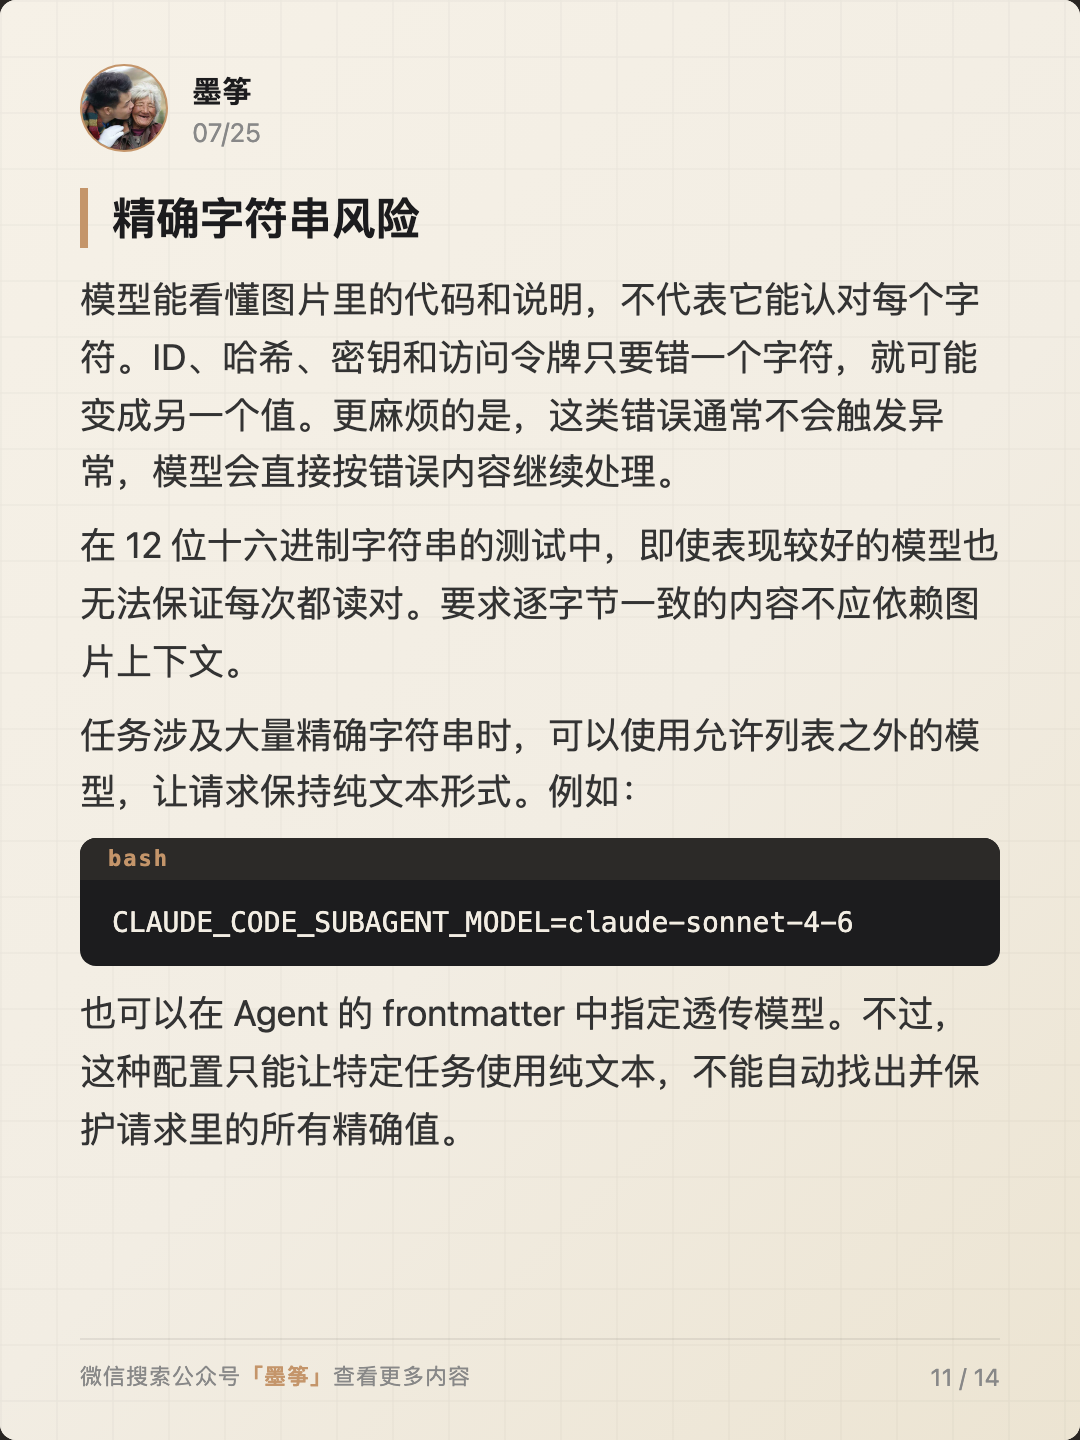 墨筝
07/25
精确字符串风险
模型能看懂图片里的代码和说明，不代表它能认对每个字
符。ID、哈希、密钥和访问令牌只要错一个字符，就可能
变成另一个值。更麻烦的是，这类错误通常不会触发异
常，模型会直接按错误内容继续处理。
在 12 位十六进制字符串的测试中，即使表现较好的模型也
无法保证每次都读对。要求逐字节一致的内容不应依赖图
片上下文。
任务涉及大量精确字符串时，可以使用允许列表之外的模
型，让请求保持纯文本形式。例如：
bash
CLAUDE_CODE_SUBAGENT_MODEL=claude-sonnet-4-6
也可以在 Agent 的 frontmatter 中指定透传模型。不过，
这种配置只能让特定任务使用纯文本，不能自动找出并保
护请求里的所有精确值。
微信搜索公众号「墨筝」查看更多内容
11 / 14